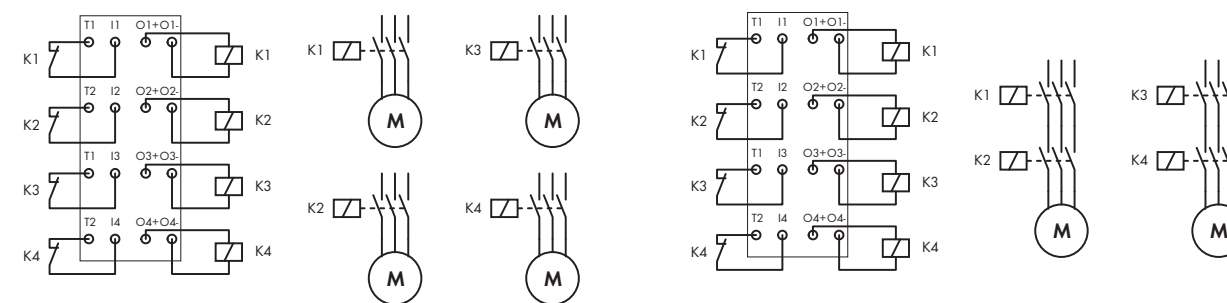 T1 I1 O1+O1-
K1 K1
T2 I2 O2+O2-
K2 K2
T1 I3 O3+O3-
K3 K3
T2 I4 O4+O4-
K4 K4
K1
M
K3
M
K2
M
K4
M
T1 I1 O1+O1-
K1 K1
T2 I2 O2+O2-
K2 K2
T1 I3 O3+O3-
K3 K3
T2 I4 O4+O4-
K4 K4
K1
K2
M
K3
K4
M